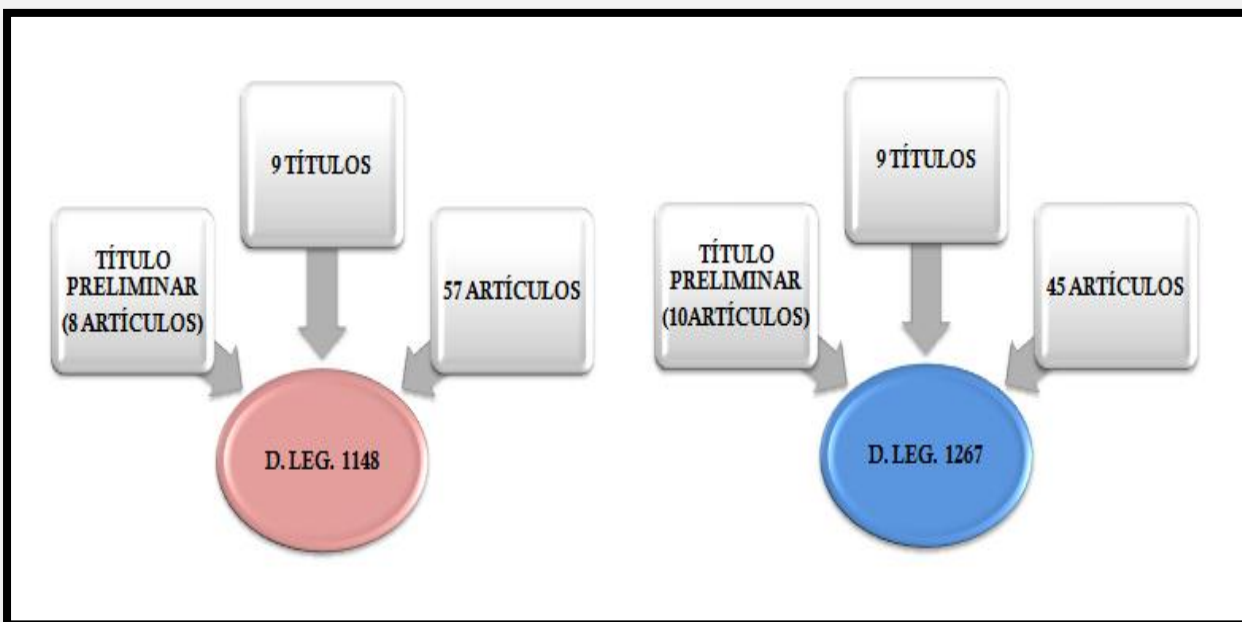 9 TÍTULOS
TÍTULO
PRELIMINAR
(8 ARTÍCULOS)
57 ARTÍCULOS
D. LEG. 1148
9 TÍTULOS
TÍTULO
PRELIMINAR
(10ARTÍCULOS)
45 ARTÍCULOS
D. LEG. 1267